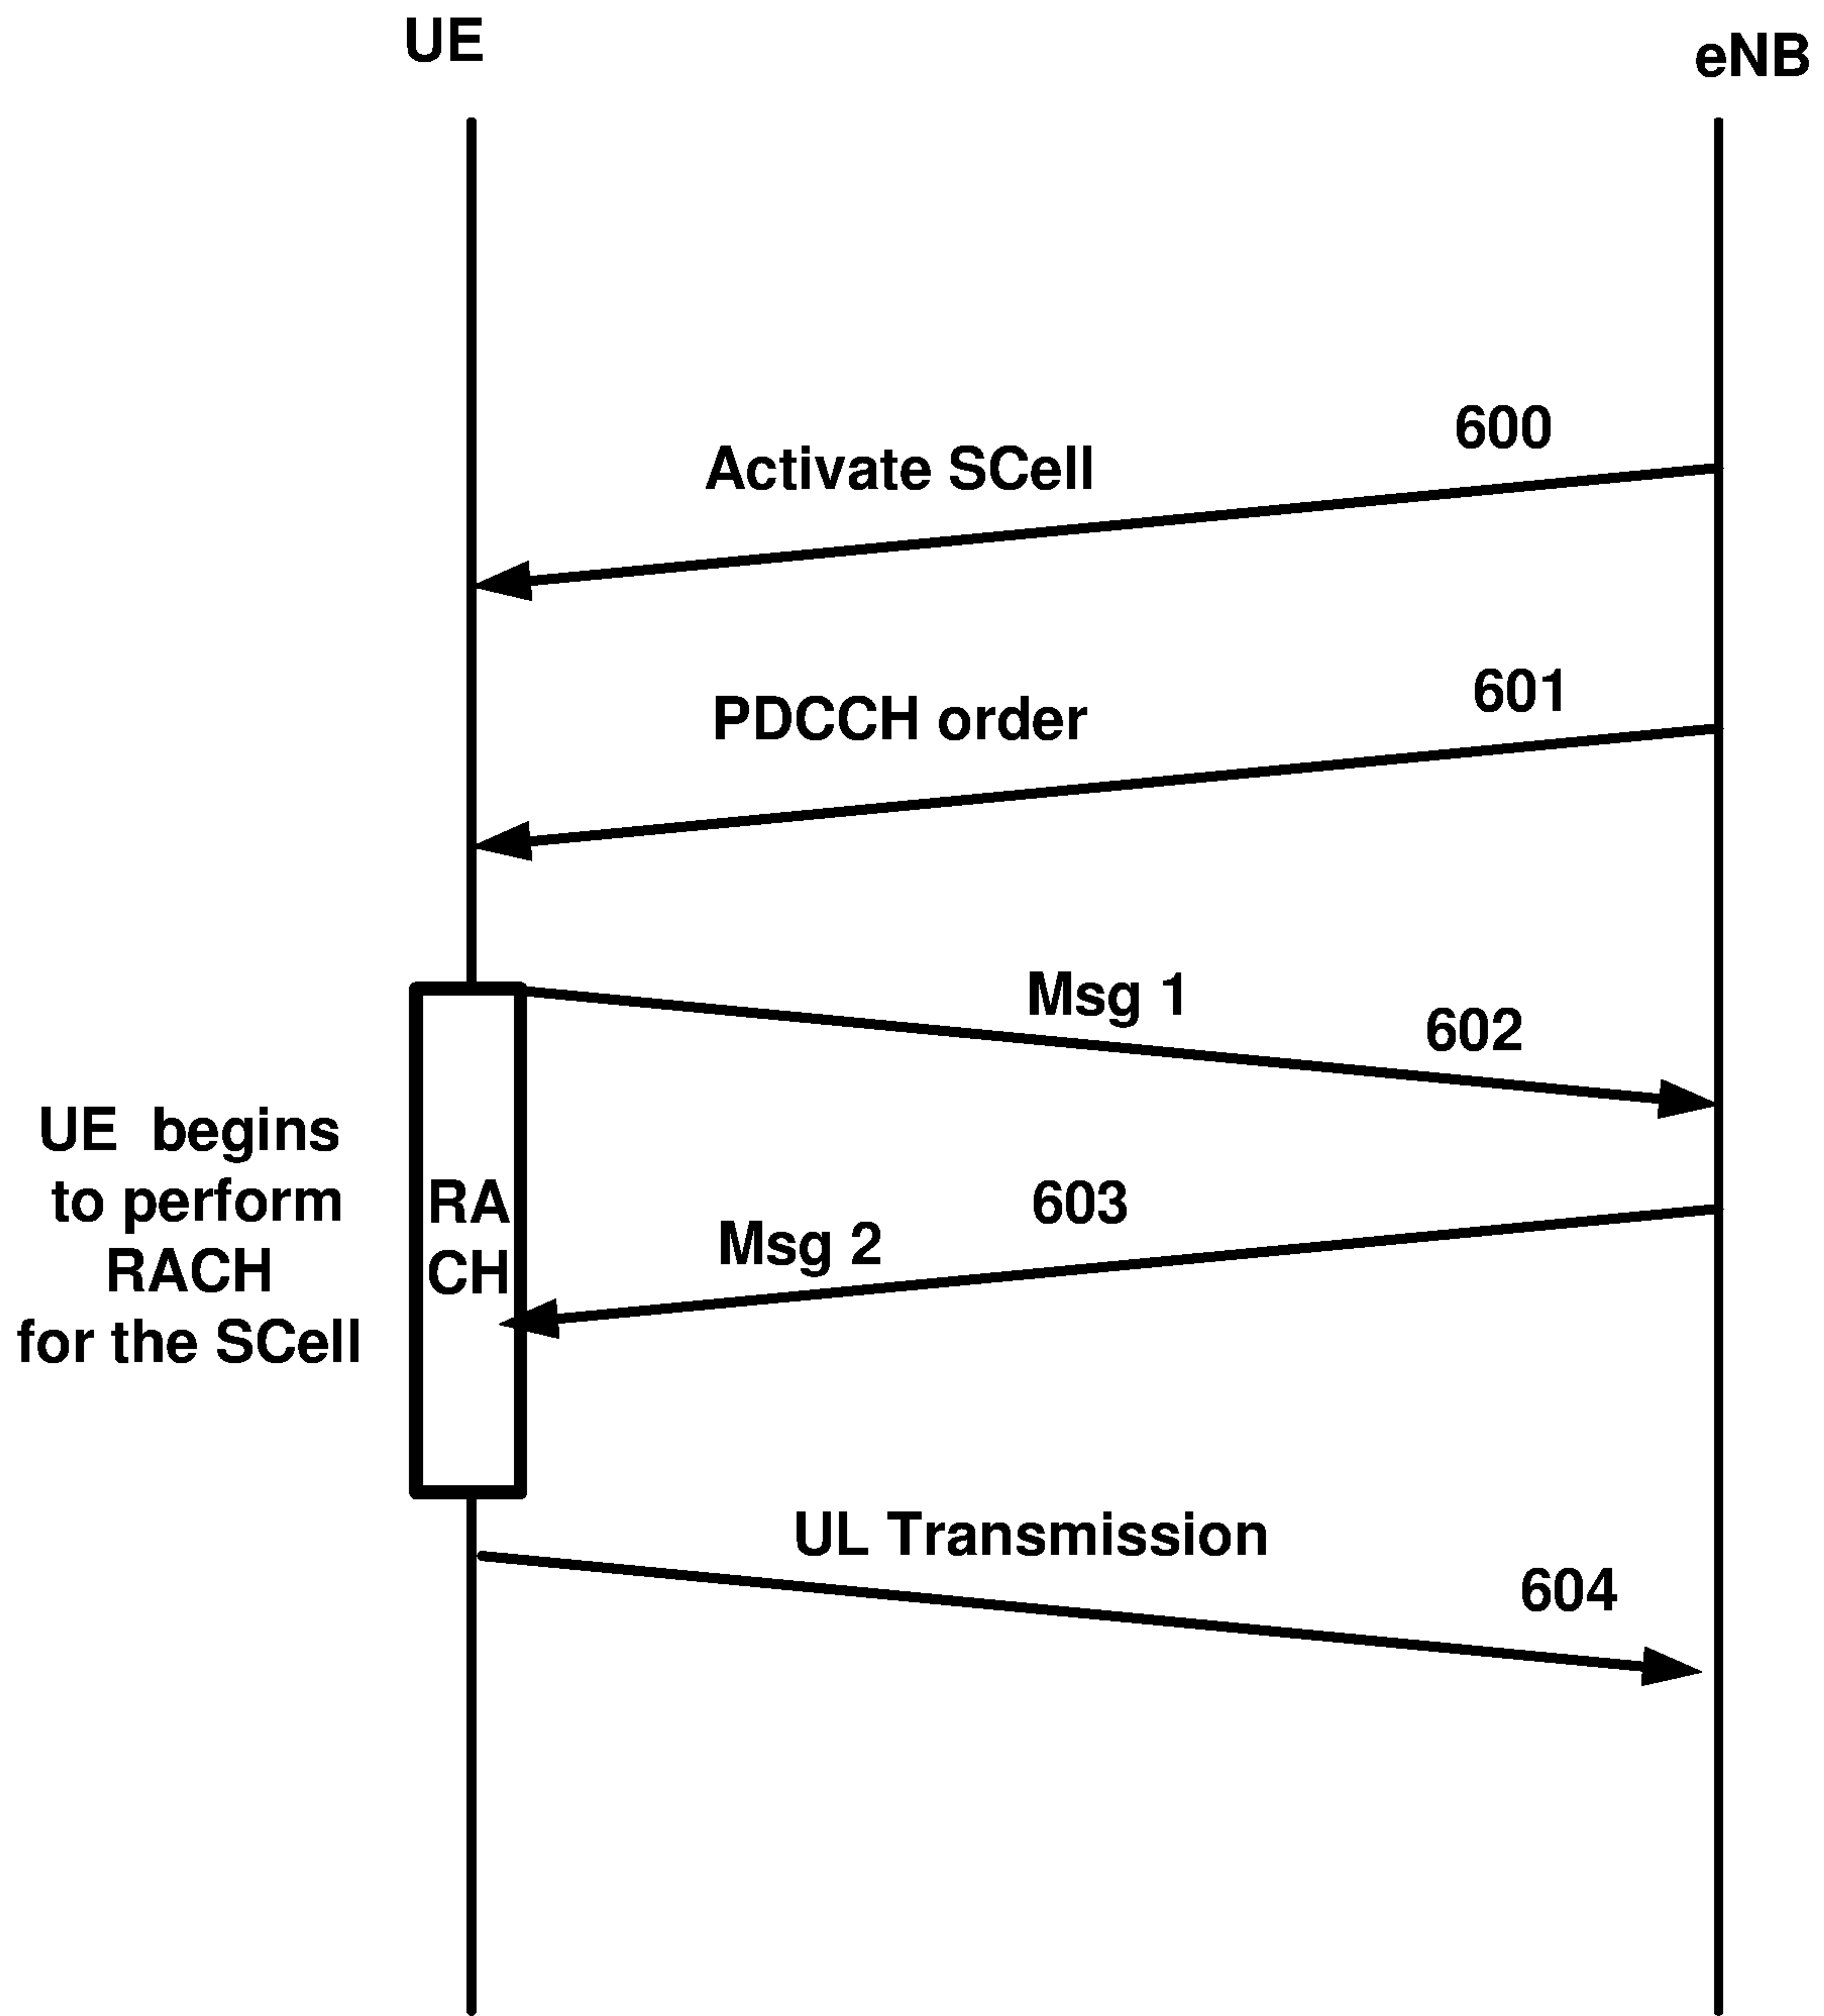 UE
eNB
600
Activate SCell
601
PDCCH order
Msg 1
602
UE begins
to perform
RACH
for the SCell
RA
CH
603
Msg 2
UL Transmission
604